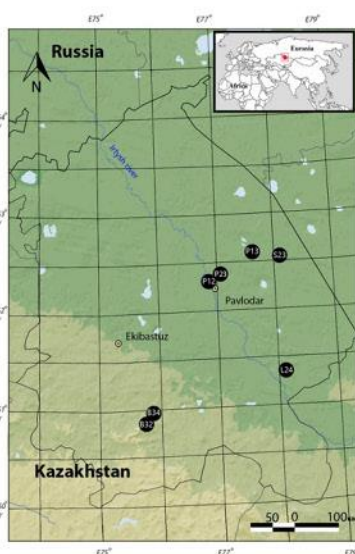 E75° E77° E79°
Russia
Eurasia
Africa
N
Irtysh river
P13
S23
P23
P12
Pavlodar
Ekibastuz
L24
B34
B32
Kazakhstan
50 0 100
E75° E77°